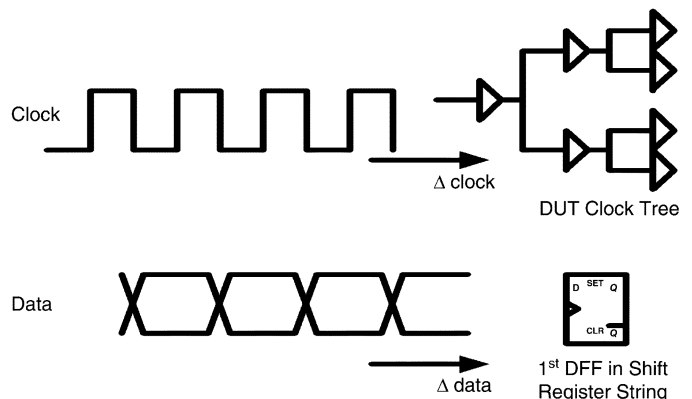 Clock
Δ clock
DUT Clock Tree
Data
Δ data
D SET Q
CLR Q
1st DFF in Shift
Register String